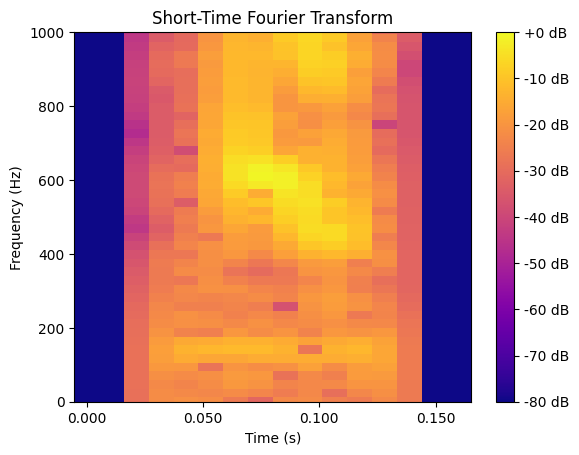 Short-Time Fourier Transform
1000
800
600
400
200
0
Frequency (Hz)
0.000
0.050
0.100
0.150
Time (s)
+0 dB
-10 dB
-20 dB
-30 dB
-40 dB
-50 dB
-60 dB
-70 dB
-80 dB